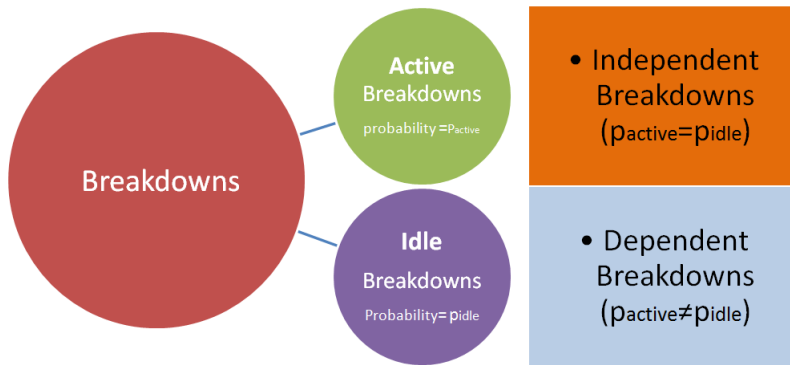 Breakdowns
Active
Breakdowns
probability =Pactive
Idle
Breakdowns
Probability= pidle
• Independent
Breakdowns
(pactive=pidle)
• Dependent
Breakdowns
(pactive≠pidle)